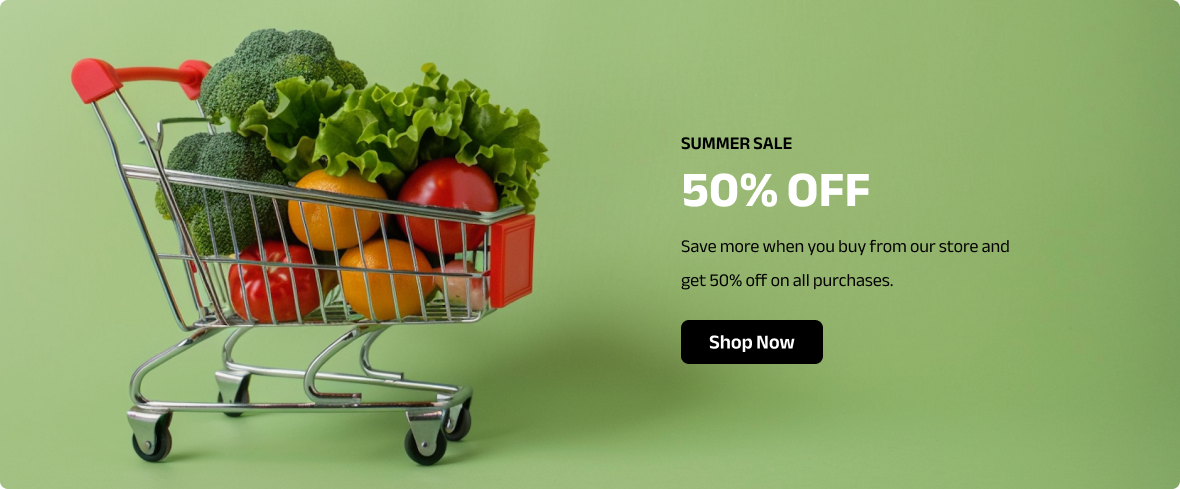 SUMMER SALE
50% OFF
Save more when you buy from our store and
get 50% off on all purchases.
Shop Now